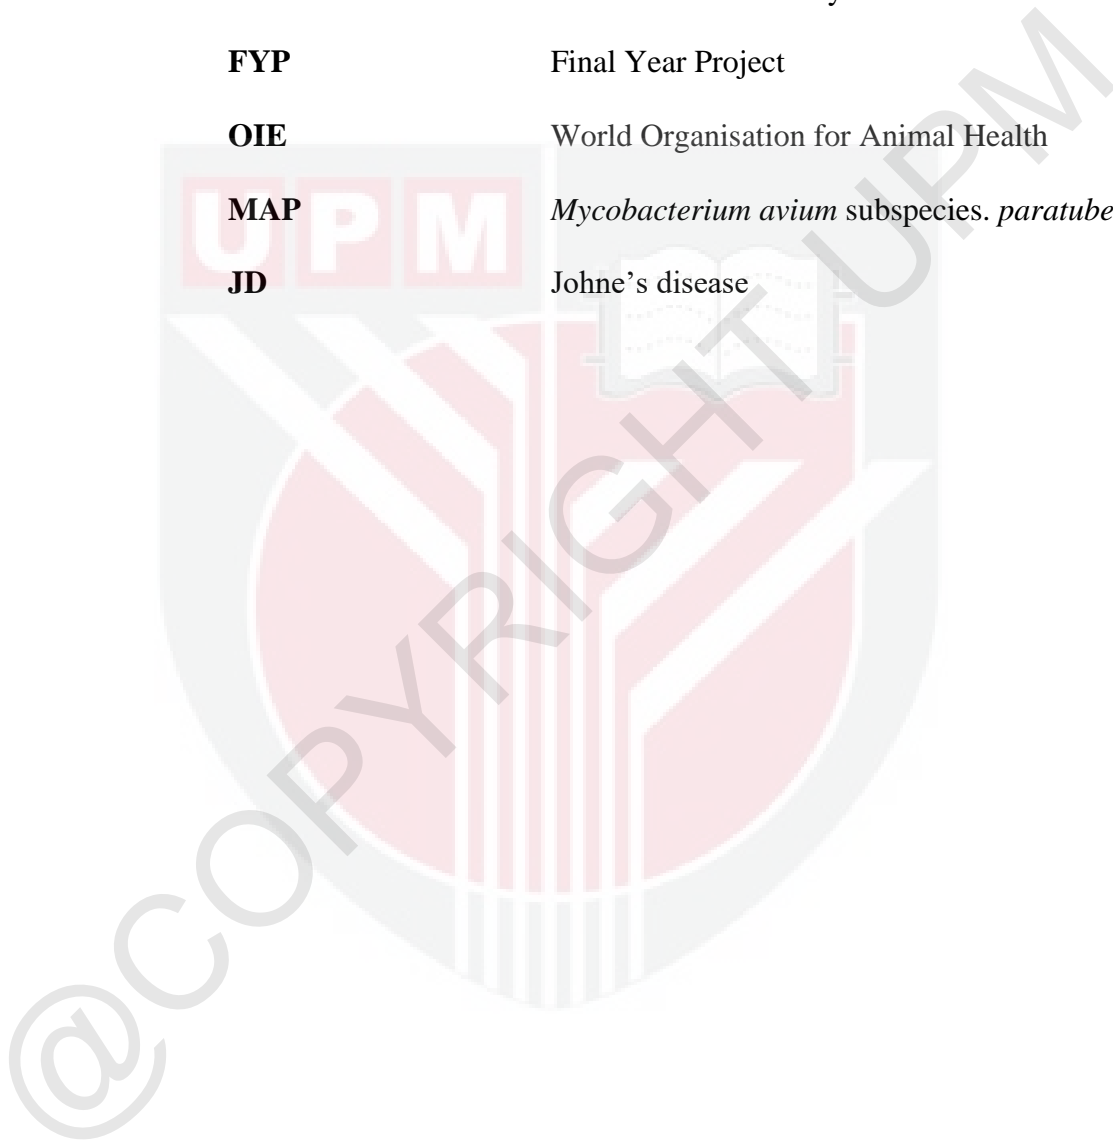 FYP Final Year Project
OIE World Organisation for Animal Health
MAP Mycobacterium avium subspecies. paratube
JD Johne's disease
UPM
@COPYRIGHT UPM